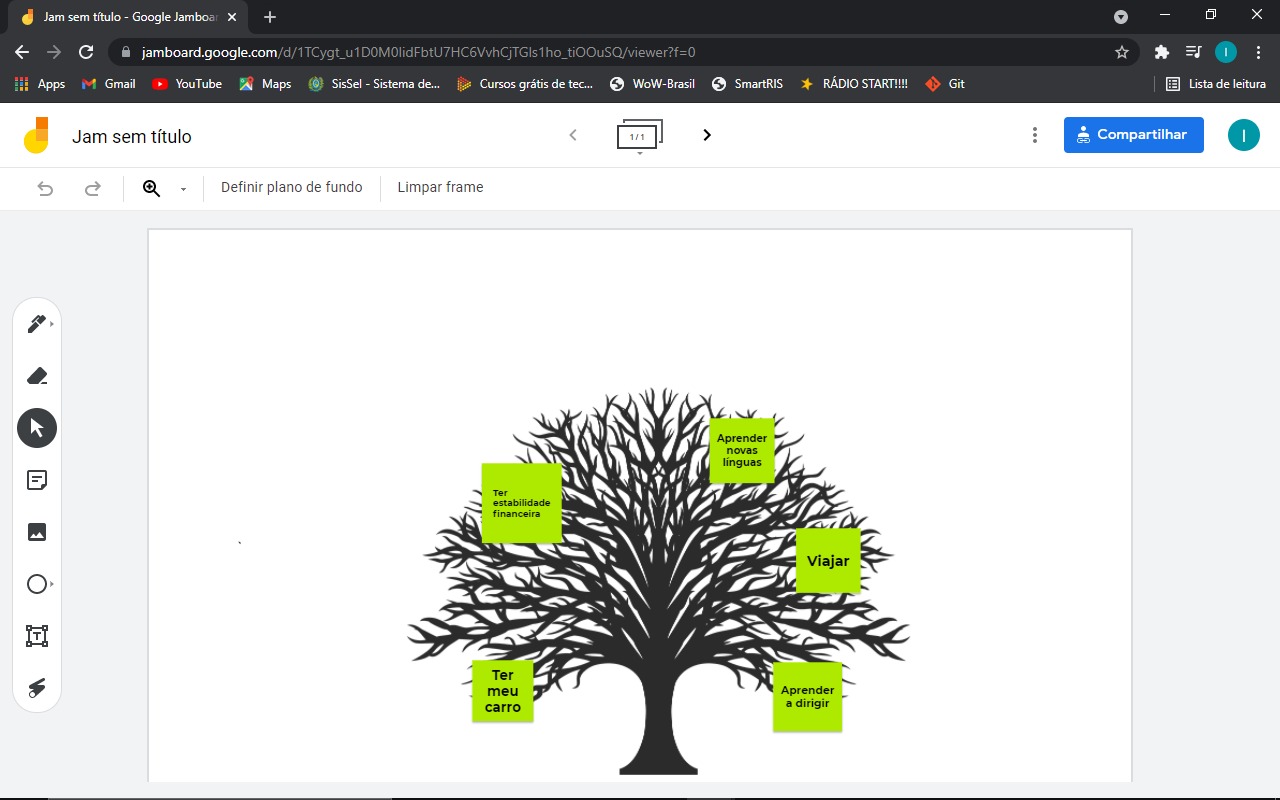 Jam sem título - Google Jamboar
jamboard.google.com/d/1TCygt_u1D0M0lidFbtU7HC6VvhCjTGls1ho_tiOOuSQ/viewer?f=0
I
Apps Gmail YouTube Maps SisSel - Sistema de... Cursos grátis de tec... WoW-Brasil SmartRIS RÁDIO START!!!! Git Lista de leitura
Jam sem título
1 / 1
Compartilhar
I
Definir plano de fundo
Limpar frame
Aprender
novas
línguas
Ter
estabilidade
financeira
Viajar
Ter
meu
carro
Aprender
a dirigir